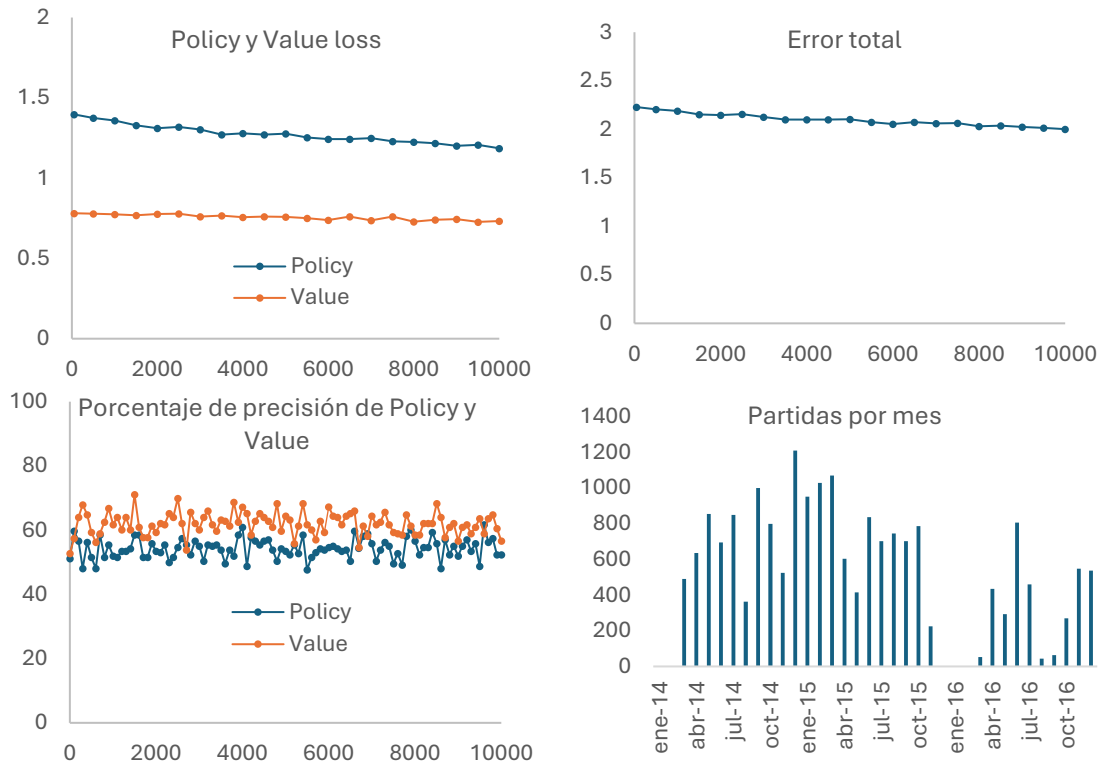 Policy y Value loss
2
1.5
1
0.5
0
Policy
Value
0 2000 4000 6000 8000 10000
Error total
3
2.5
2
1.5
1
0.5
0
0 2000 4000 6000 8000 10000
Porcentaje de precisión de Policy y
Value
100
80
60
40
20
0
Policy
Value
0 2000 4000 6000 8000 10000
Partidas por mes
1400
1200
1000
800
600
400
200
0
ene-14
abr-14
jul-14
oct-14
ene-15
abr-15
jul-15
oct-15
ene-16
abr-16
jul-16
oct-16